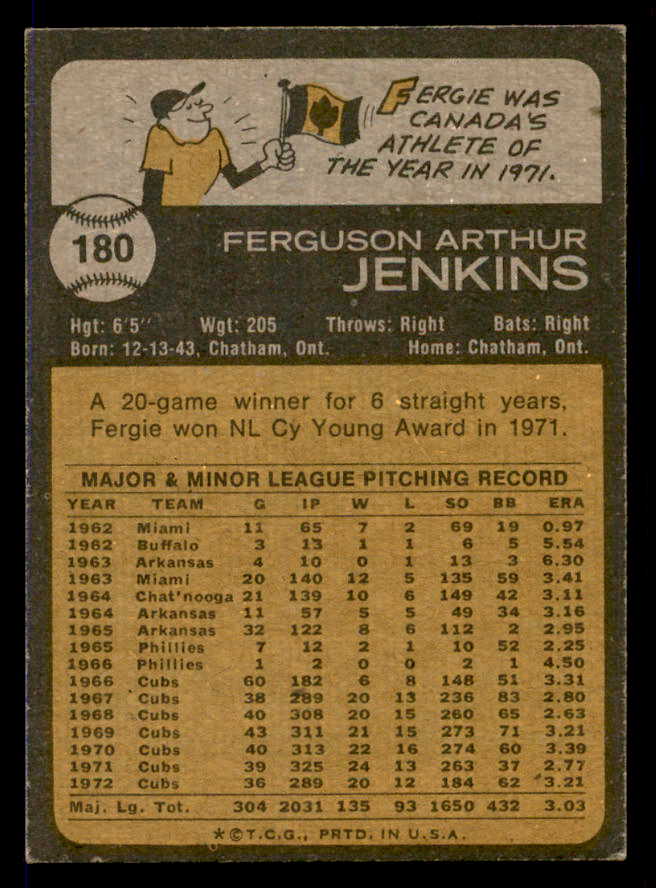 FERGIE WAS
CANADA'S
ATHLETE OF
THE YEAR IN 1971.
180
FERGUSON ARTHUR
JENKINS
Hgt: 6'5" Wgt: 205 Throws: Right Bats: Right
Born: 12-13-43, Chatham, Ont. Home: Chatham, Ont.
A 20-game winner for 6 straight years,
Fergie won NL Cy Young Award in 1971.
MAJOR & MINOR LEAGUE PITCHING RECORD
YEAR TEAM G IP W L SO BB ERA
1962 Miami 11 65 7 2 69 19 0.97
1962 Buffalo 3 13 1 1 6 5 5.54
1963 Arkansas 4 10 0 1 13 3 6.30
1963 Miami 20 140 12 5 135 59 3.41
1964 Chat'nooga 21 139 10 6 149 42 3.11
1964 Arkansas 11 57 5 5 49 34 3.16
1965 Arkansas 32 122 8 6 112 2 2.95
1965 Phillies 7 12 2 1 10 52 2.25
1966 Phillies 1 2 0 0 2 1 4.50
1966 Cubs 60 182 6 8 148 51 3.31
1967 Cubs 38 289 20 13 236 83 2.80
1968 Cubs 40 308 20 15 260 65 2.63
1969 Cubs 43 311 21 15 273 71 3.21
1970 Cubs 40 313 22 16 274 60 3.39
1971 Cubs 39 325 24 13 263 37 2.77
1972 Cubs 36 289 20 12 184 62 3.21
Maj. Lg. Tot. 304 2031 135 93 1650 432 3.03
*©T.C.G., PRTD. IN U.S.A.